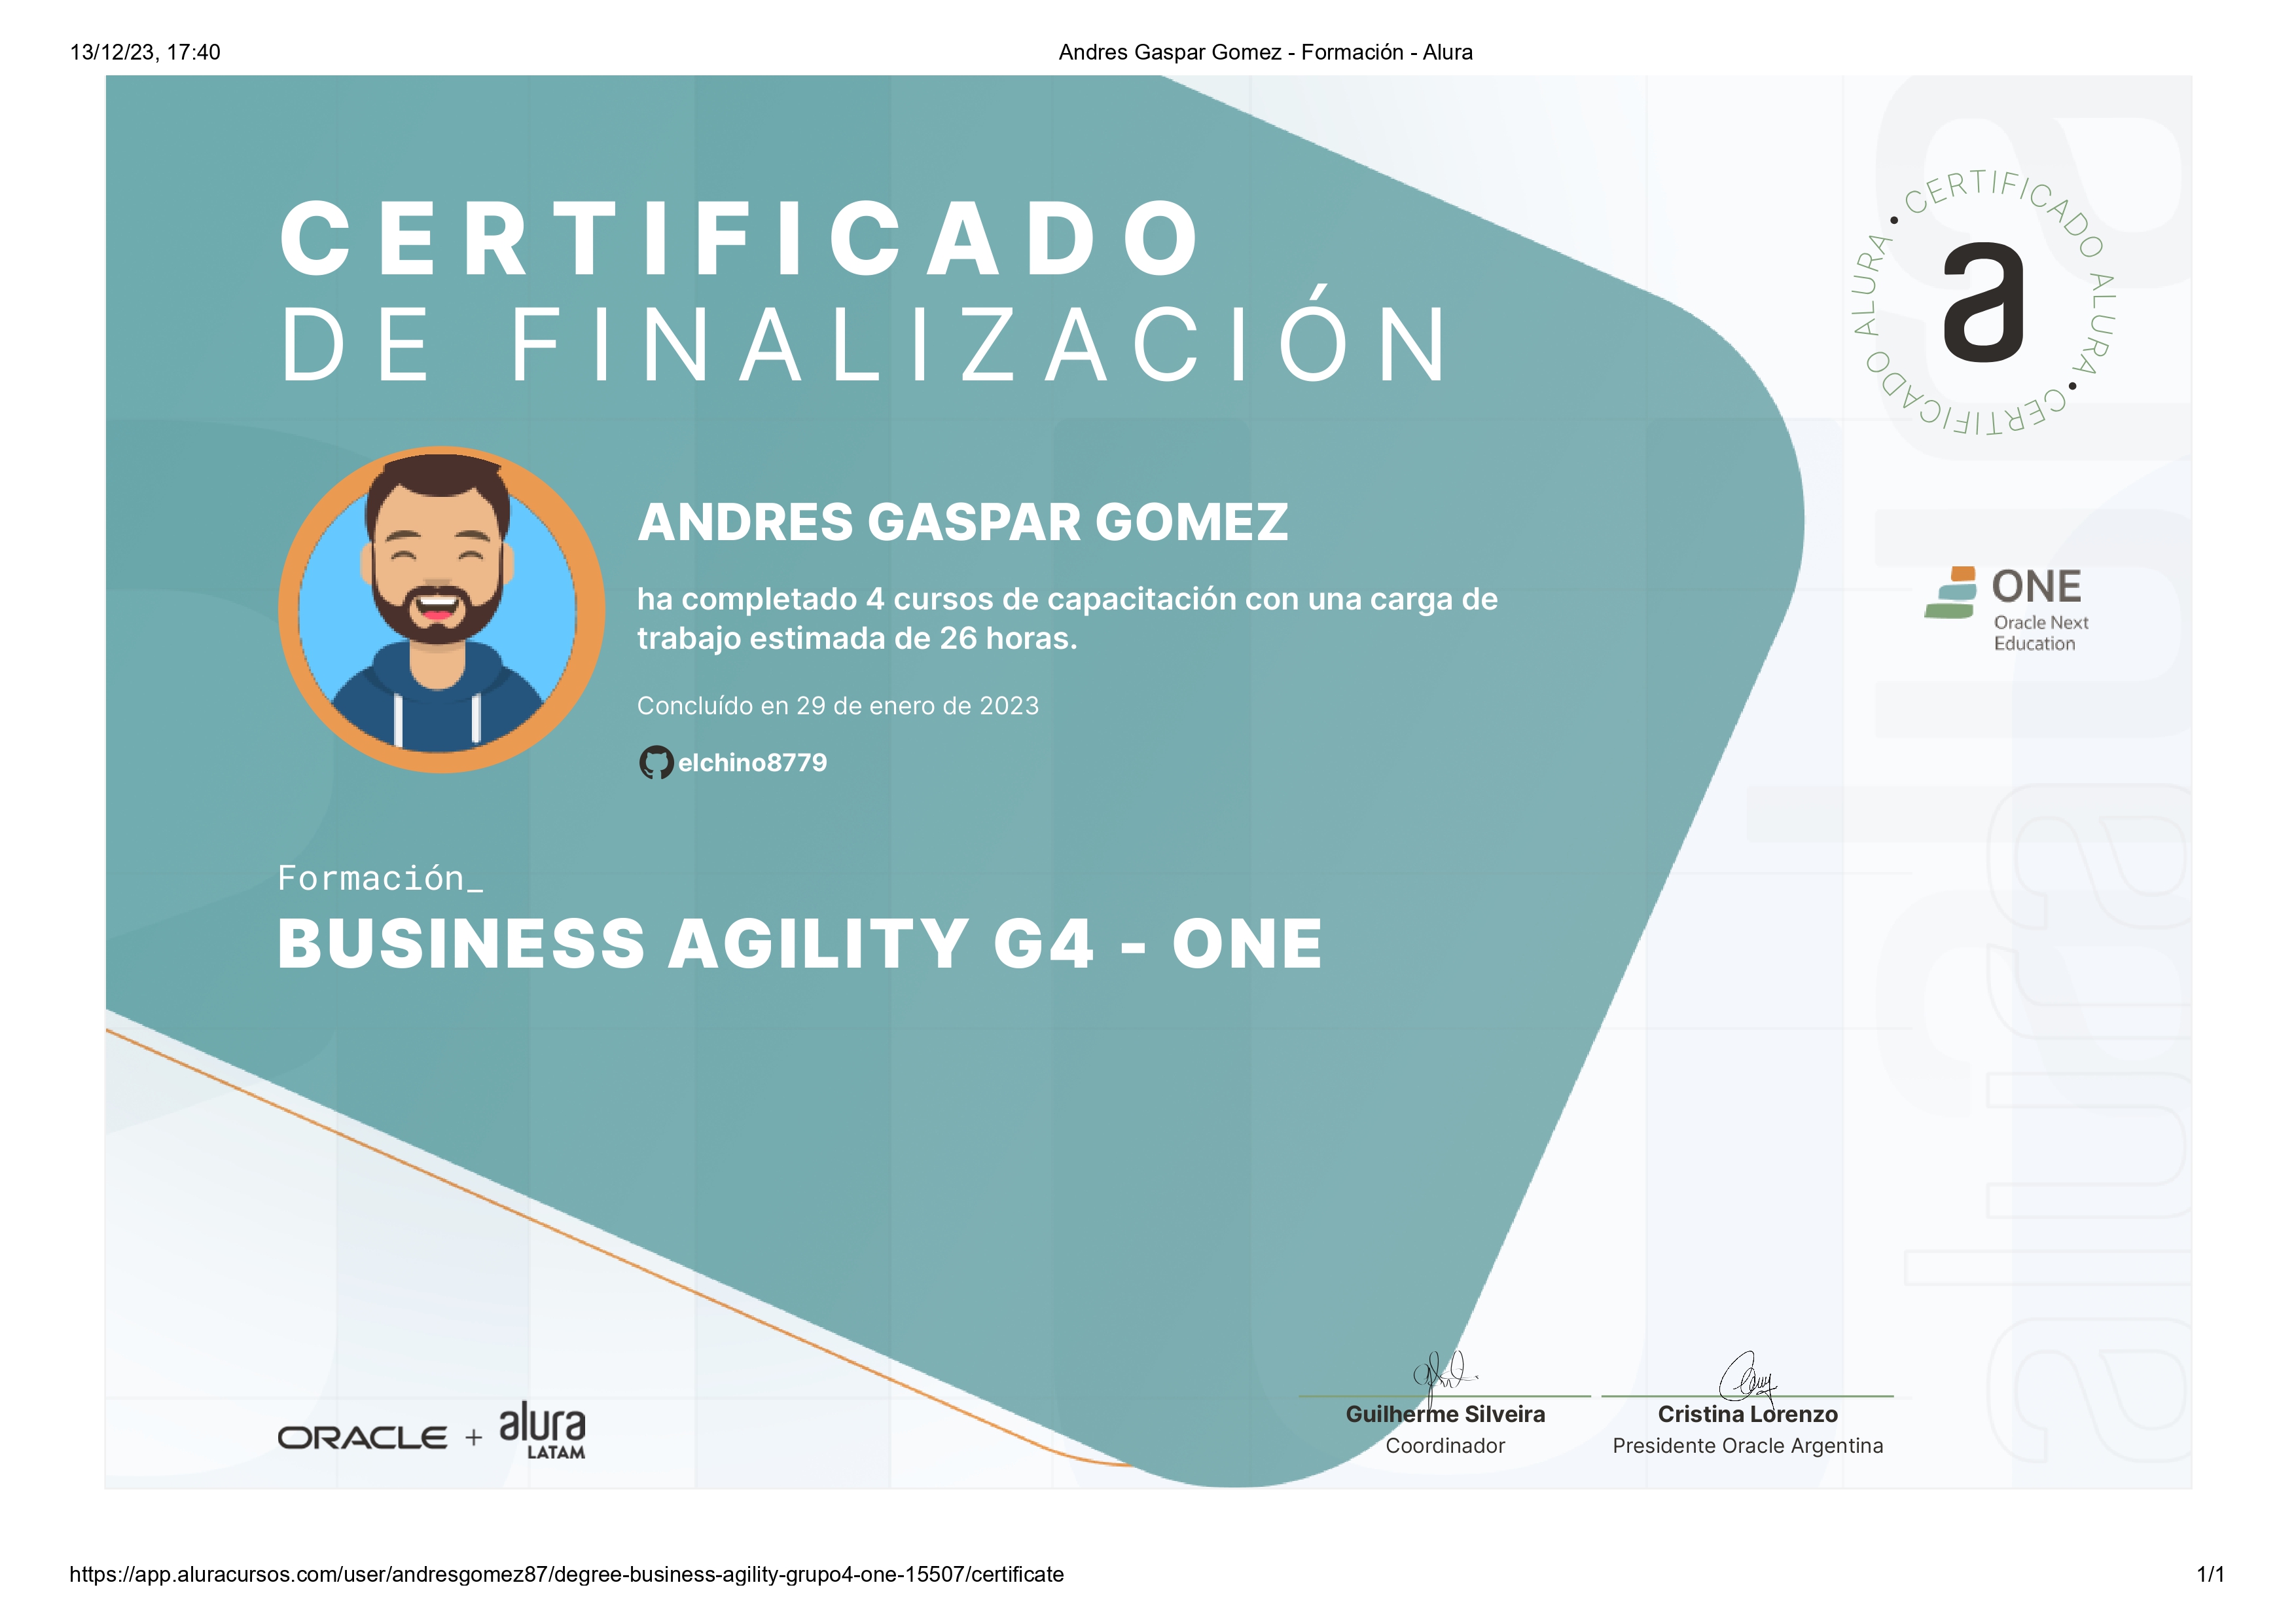 13/12/23, 17:40
Andres Gaspar Gomez - Formación - Alura
CERTIFICADO
DE FINALIZACIÓN
• CERTIFICADO ALURA • CERTIFICADO ALURA
a
ANDRES GASPAR GOMEZ
ha completado 4 cursos de capacitación con una carga de
trabajo estimada de 26 horas.
Concluído en 29 de enero de 2023
elchino8779
ONE
Oracle Next
Education
Formación_
BUSINESS AGILITY G4 - ONE
alura
ORACLE + alura
LATAM
Guilherme Silveira
Coordinador
Cristina Lorenzo
Presidente Oracle Argentina
https://app.aluracursos.com/user/andresgomez87/degree-business-agility-grupo4-one-15507/certificate
1/1